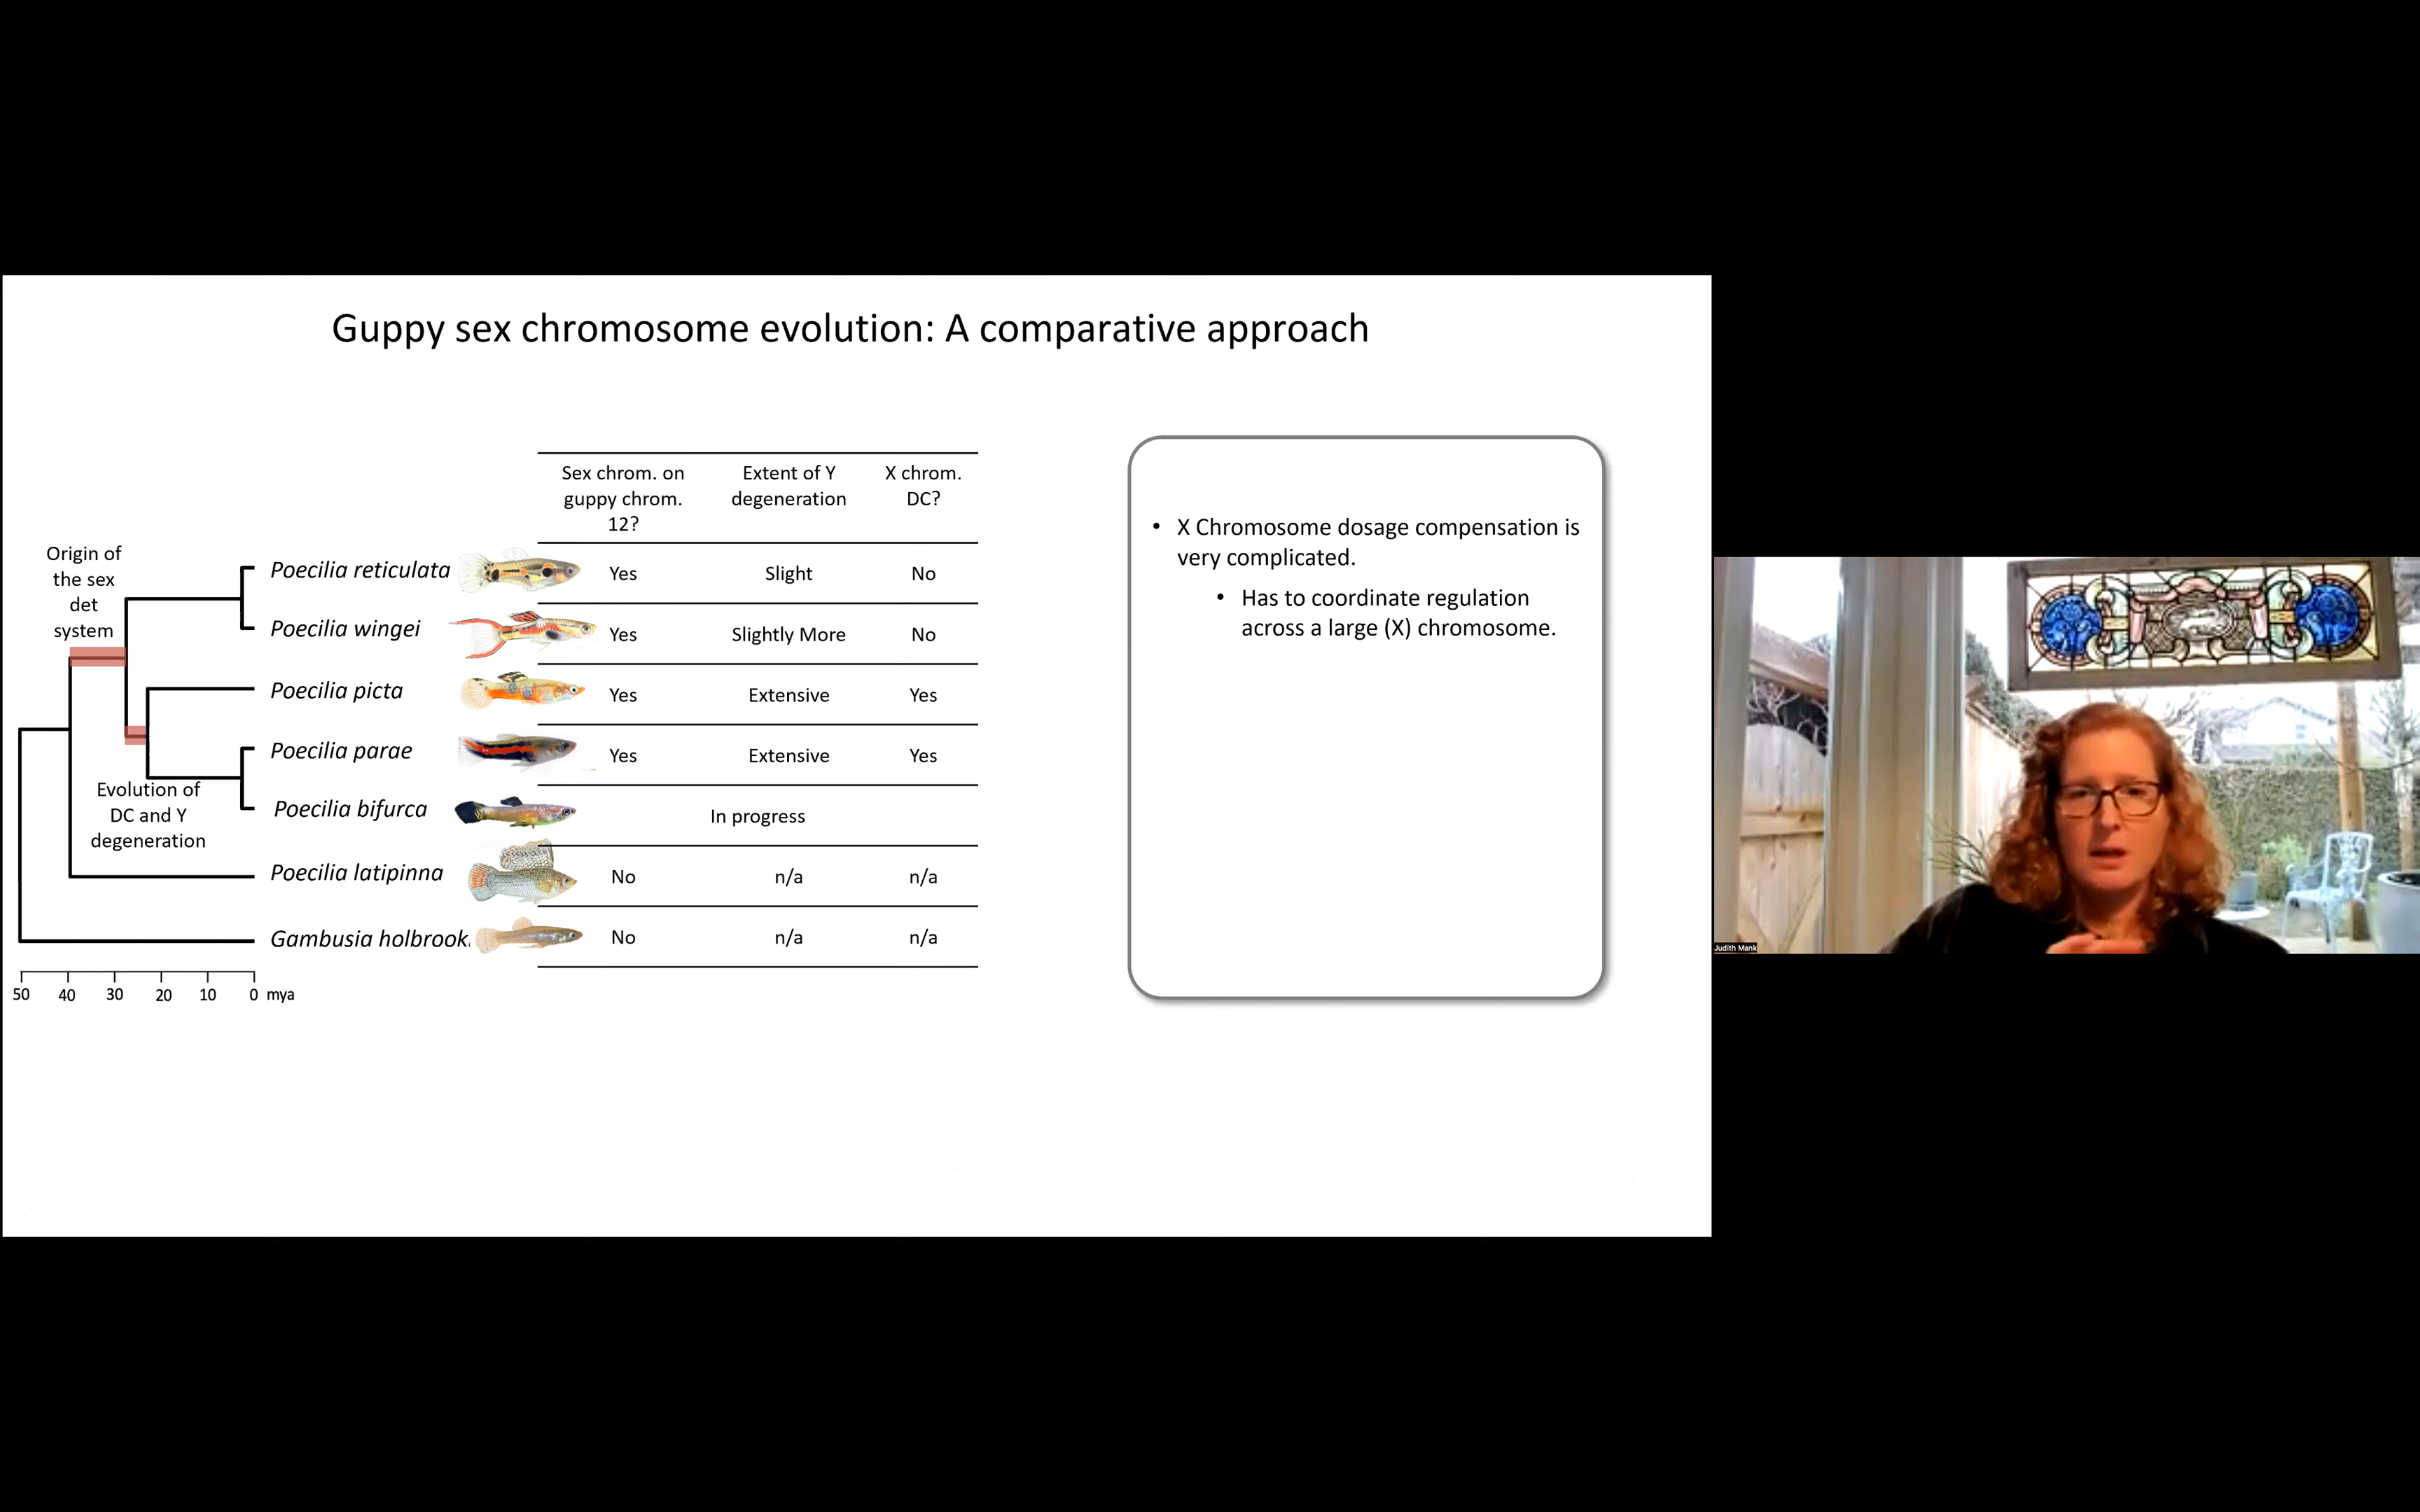 Guppy sex chromosome evolution: A comparative approach
Sex chrom. on
guppy chrom.
12?
Extent of Y
degeneration
X chrom.
DC?
Origin of
the sex
det
system
Poecilia reticulata
Yes
Slight
No
Poecilia wingei
Yes
Slightly More
No
Poecilia picta
Yes
Extensive
Yes
Poecilia parae
Yes
Extensive
Yes
Evolution of
DC and Y
degeneration
Poecilia bifurca
In progress
Poecilia latipinna
No
n/a
n/a
Gambusia holbrook
No
n/a
n/a
50 40 30 20 10 0 mya
• X Chromosome dosage compensation is
very complicated.
• Has to coordinate regulation
across a large (X) chromosome.
Judith Mank